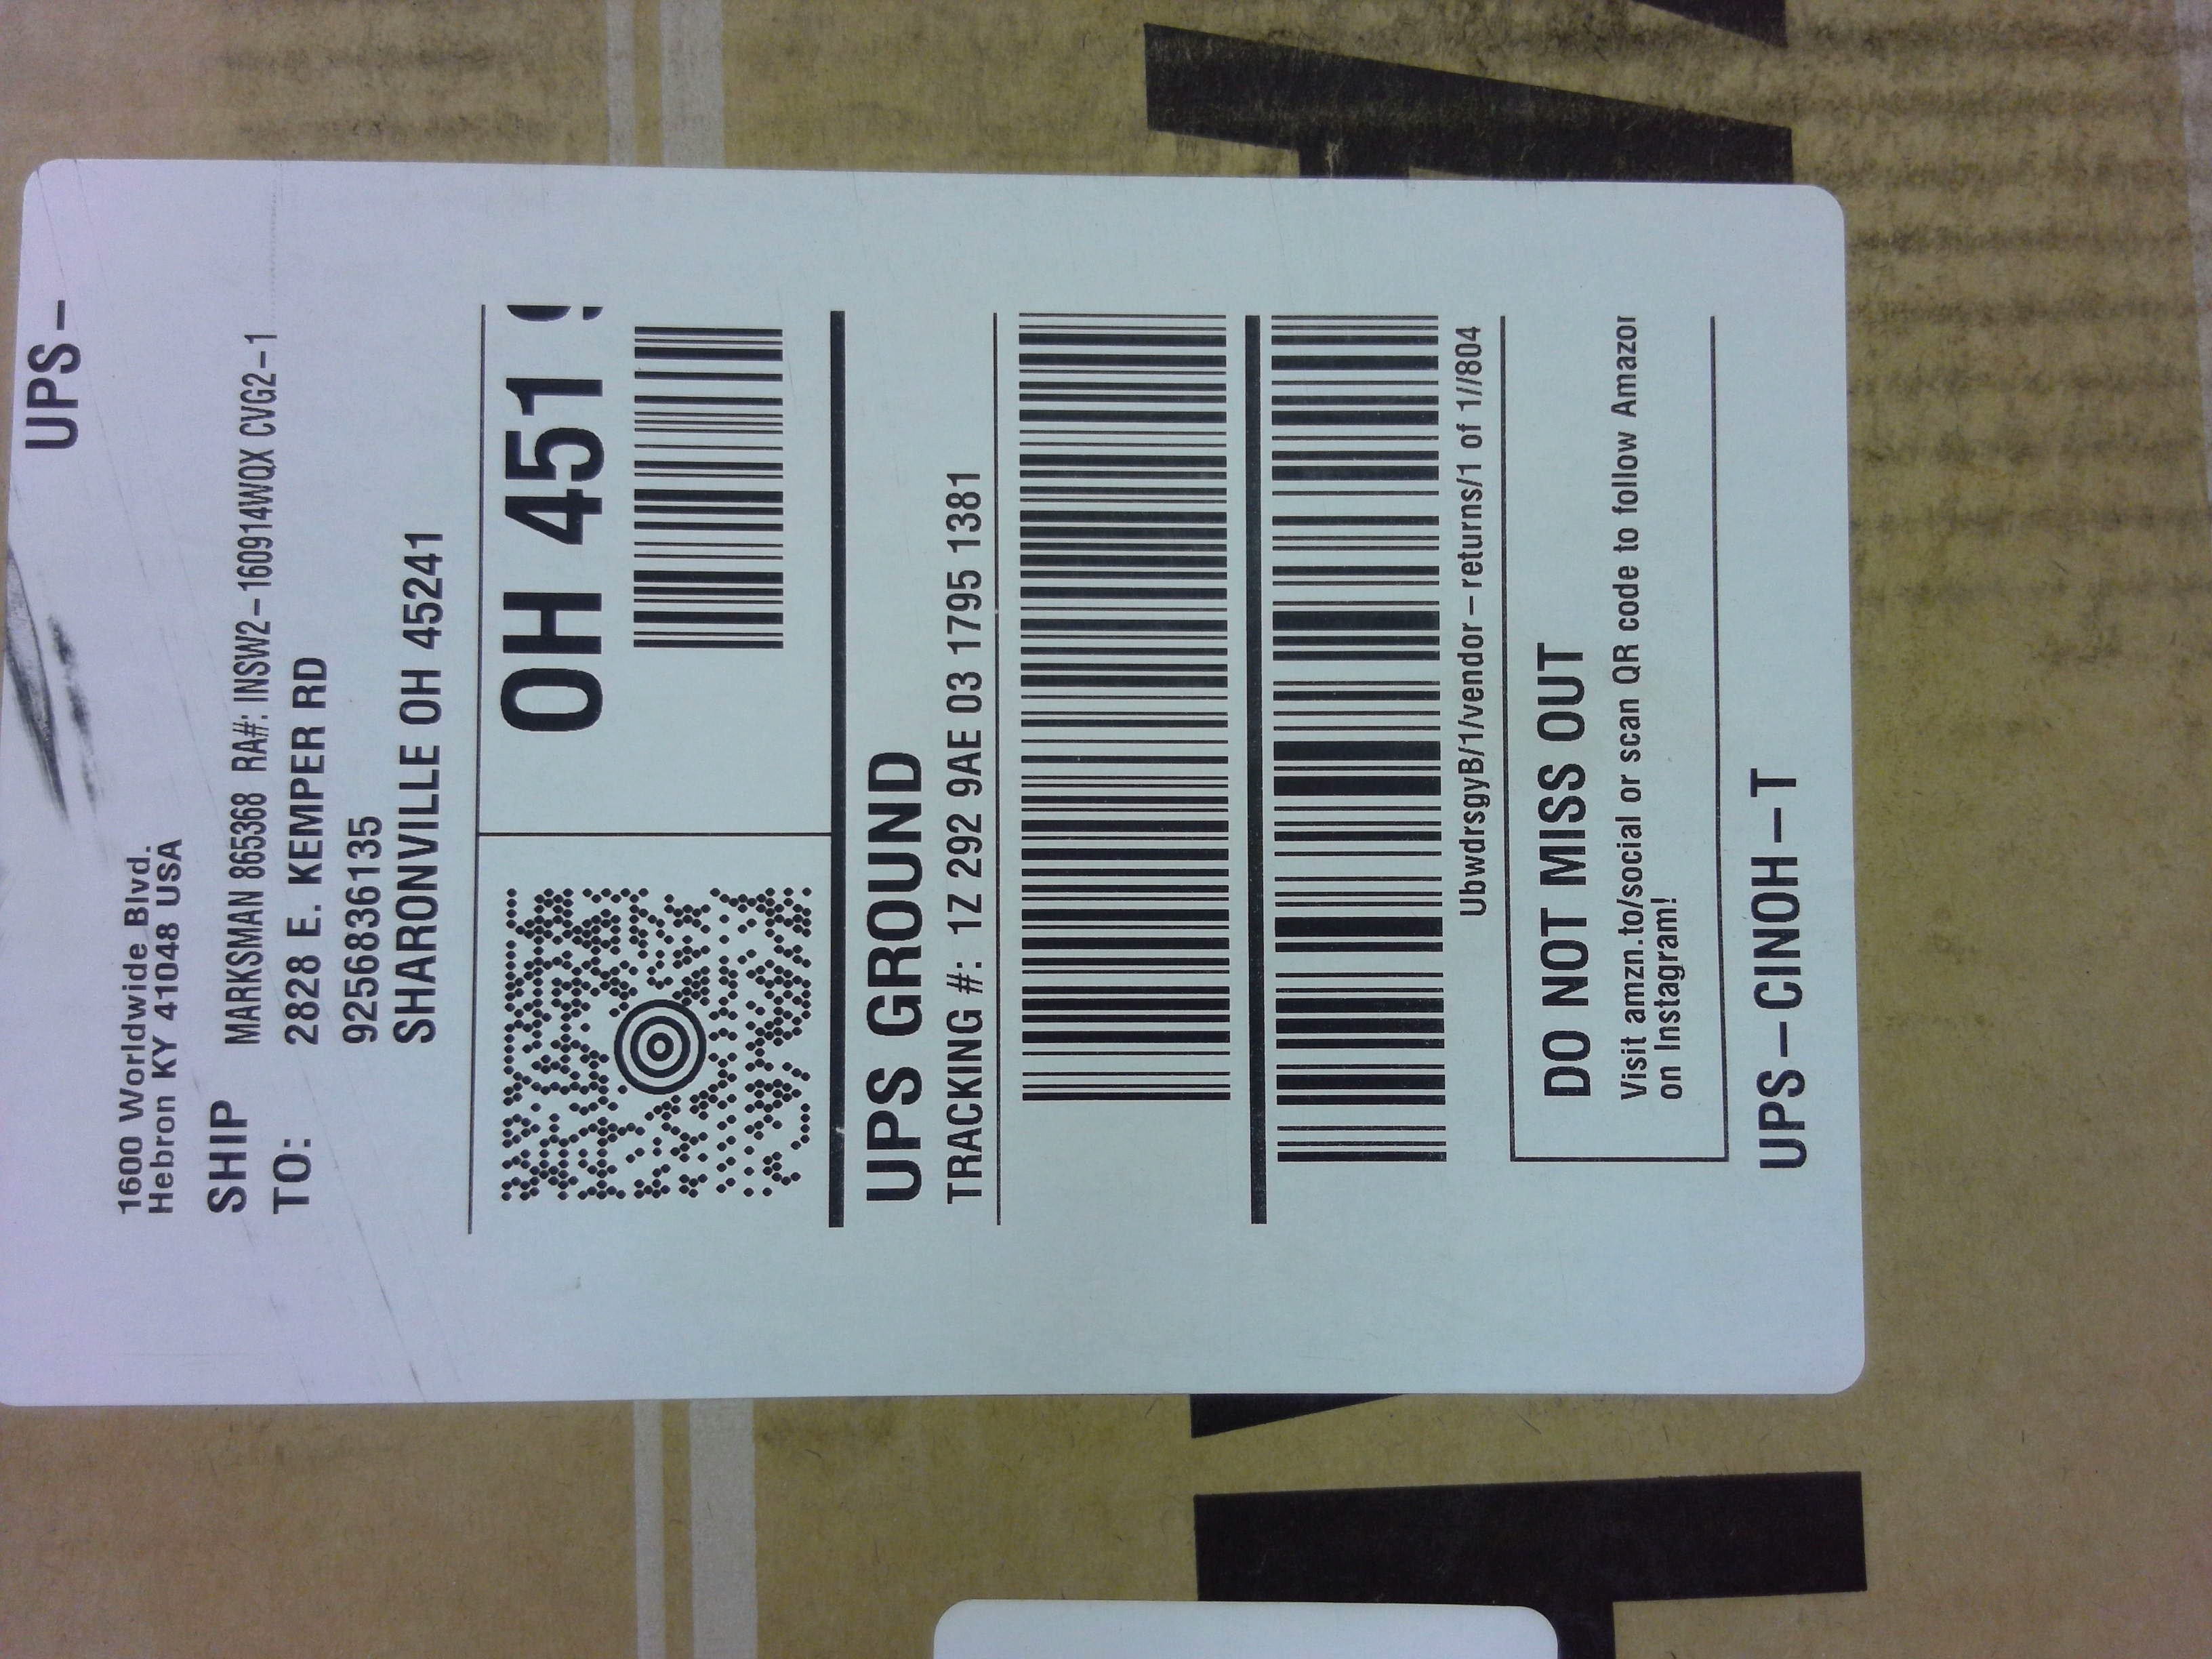 UPS-
1600 Worldwide Blvd.
Hebron KY 41048 USA
SHIP
TO:
MARKSMAN 865368 RA#: INSW2-160914WQX CVG2-1
2828 E. KEMPER RD
9256836135
SHARONVILLE OH 45241
OH 451
UPS GROUND
TRACKING #: 1Z 292 9AE 03 1795 1381
UbwdrsgyB/1/vendor-returns/1 of 1//804
DO NOT MISS OUT
Visit amzn.to/social or scan QR code to follow Amazon
on Instagram!
UPS-CINOH-T